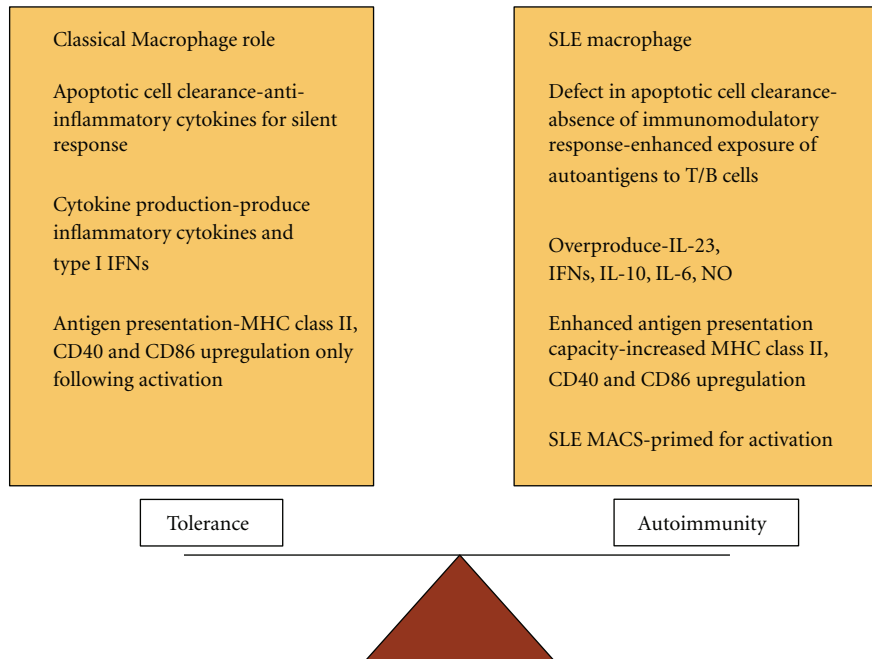 Classical Macrophage role
Apoptotic cell clearance-anti-
inflammatory cytokines for silent
response
Cytokine production-produce
inflammatory cytokines and
type I IFNs
Antigen presentation-MHC class II,
CD40 and CD86 upregulation only
following activation
Tolerance
SLE macrophage
Defect in apoptotic cell clearance-
absence of immunomodulatory
response-enhanced exposure of
autoantigens to T/B cells
Overproduce-IL-23,
IFNs, IL-10, IL-6, NO
Enhanced antigen presentation
capacity-increased MHC class II,
CD40 and CD86 upregulation
SLE MACS-primed for activation
Autoimmunity